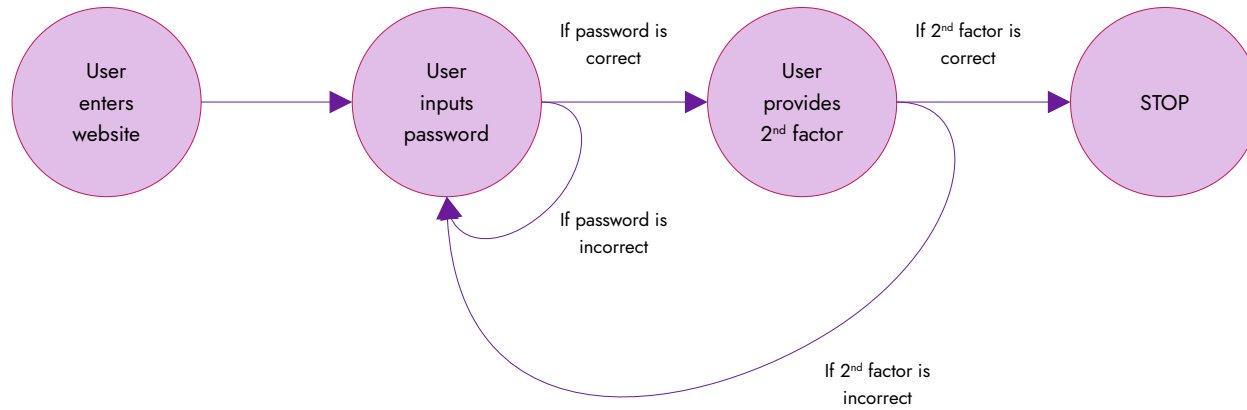 User
enters
website
If password is
correct
User
inputs
password
If password is
incorrect
User
provides
2ⁿᵈ factor
If 2ⁿᵈ factor is
correct
If 2ⁿᵈ factor is
incorrect
STOP